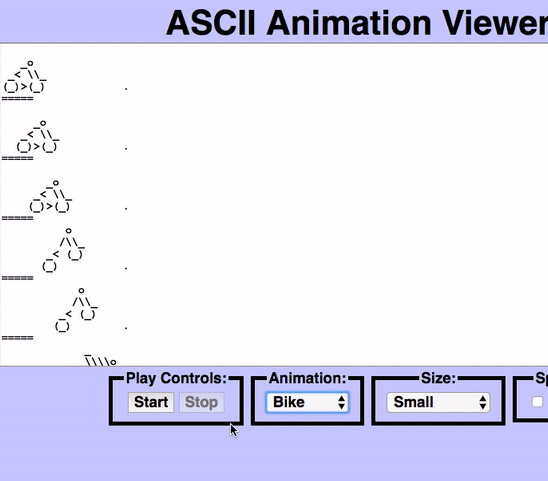 ASCII Animation Viewer
    _o
  _< \\_
 (_)>(_)
=====              .
      _o
    _< \\_
   (_)>(_)
=====              .
        _o
      _< \\_
     (_)>(_)
=====              .
          o
         /\\_
       _< (_)
      (_)
=====              .
            o
           /\\_
         _< (_)
        (_)
=====              .
             _
             \\\\o
Play Controls: Animation: Size: Sp
Start Stop Bike Small